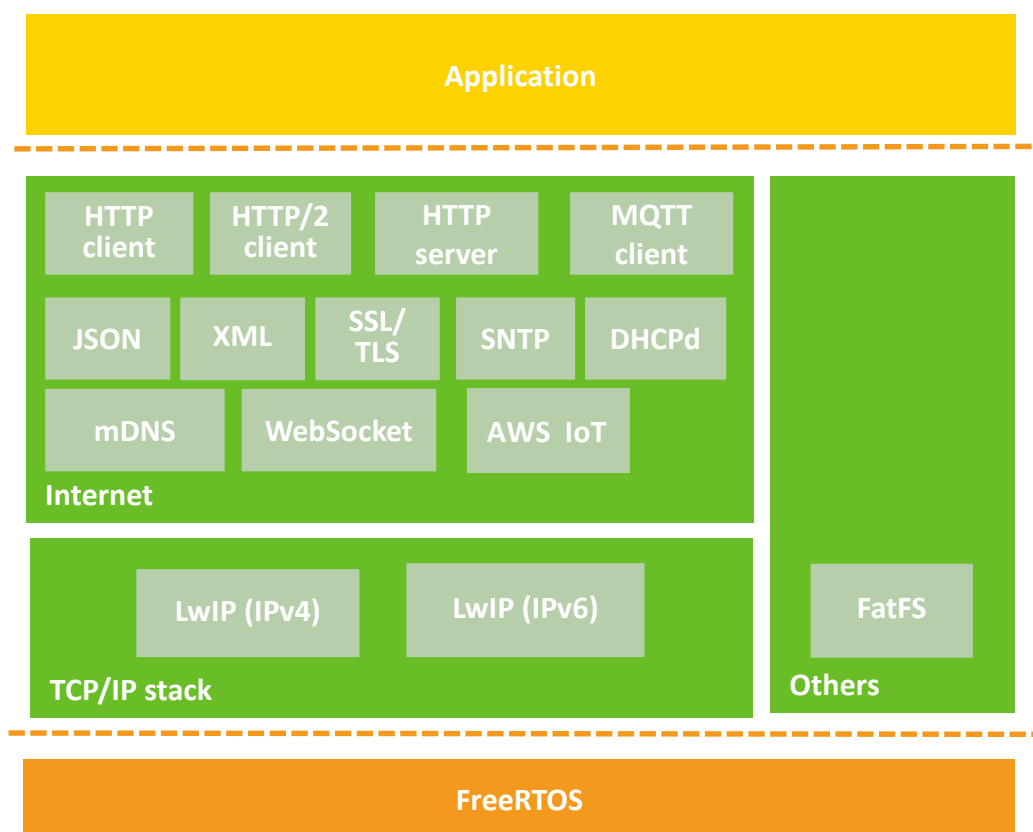 Application
HTTP
client
HTTP/2
client
HTTP
server
MQTT
client
JSON
XML
SSL/
TLS
SNTP
DHCPd
mDNS
WebSocket
AWS IoT
Internet
LwIP (IPv4)
LwIP (IPv6)
TCP/IP stack
FatFS
Others
FreeRTOS